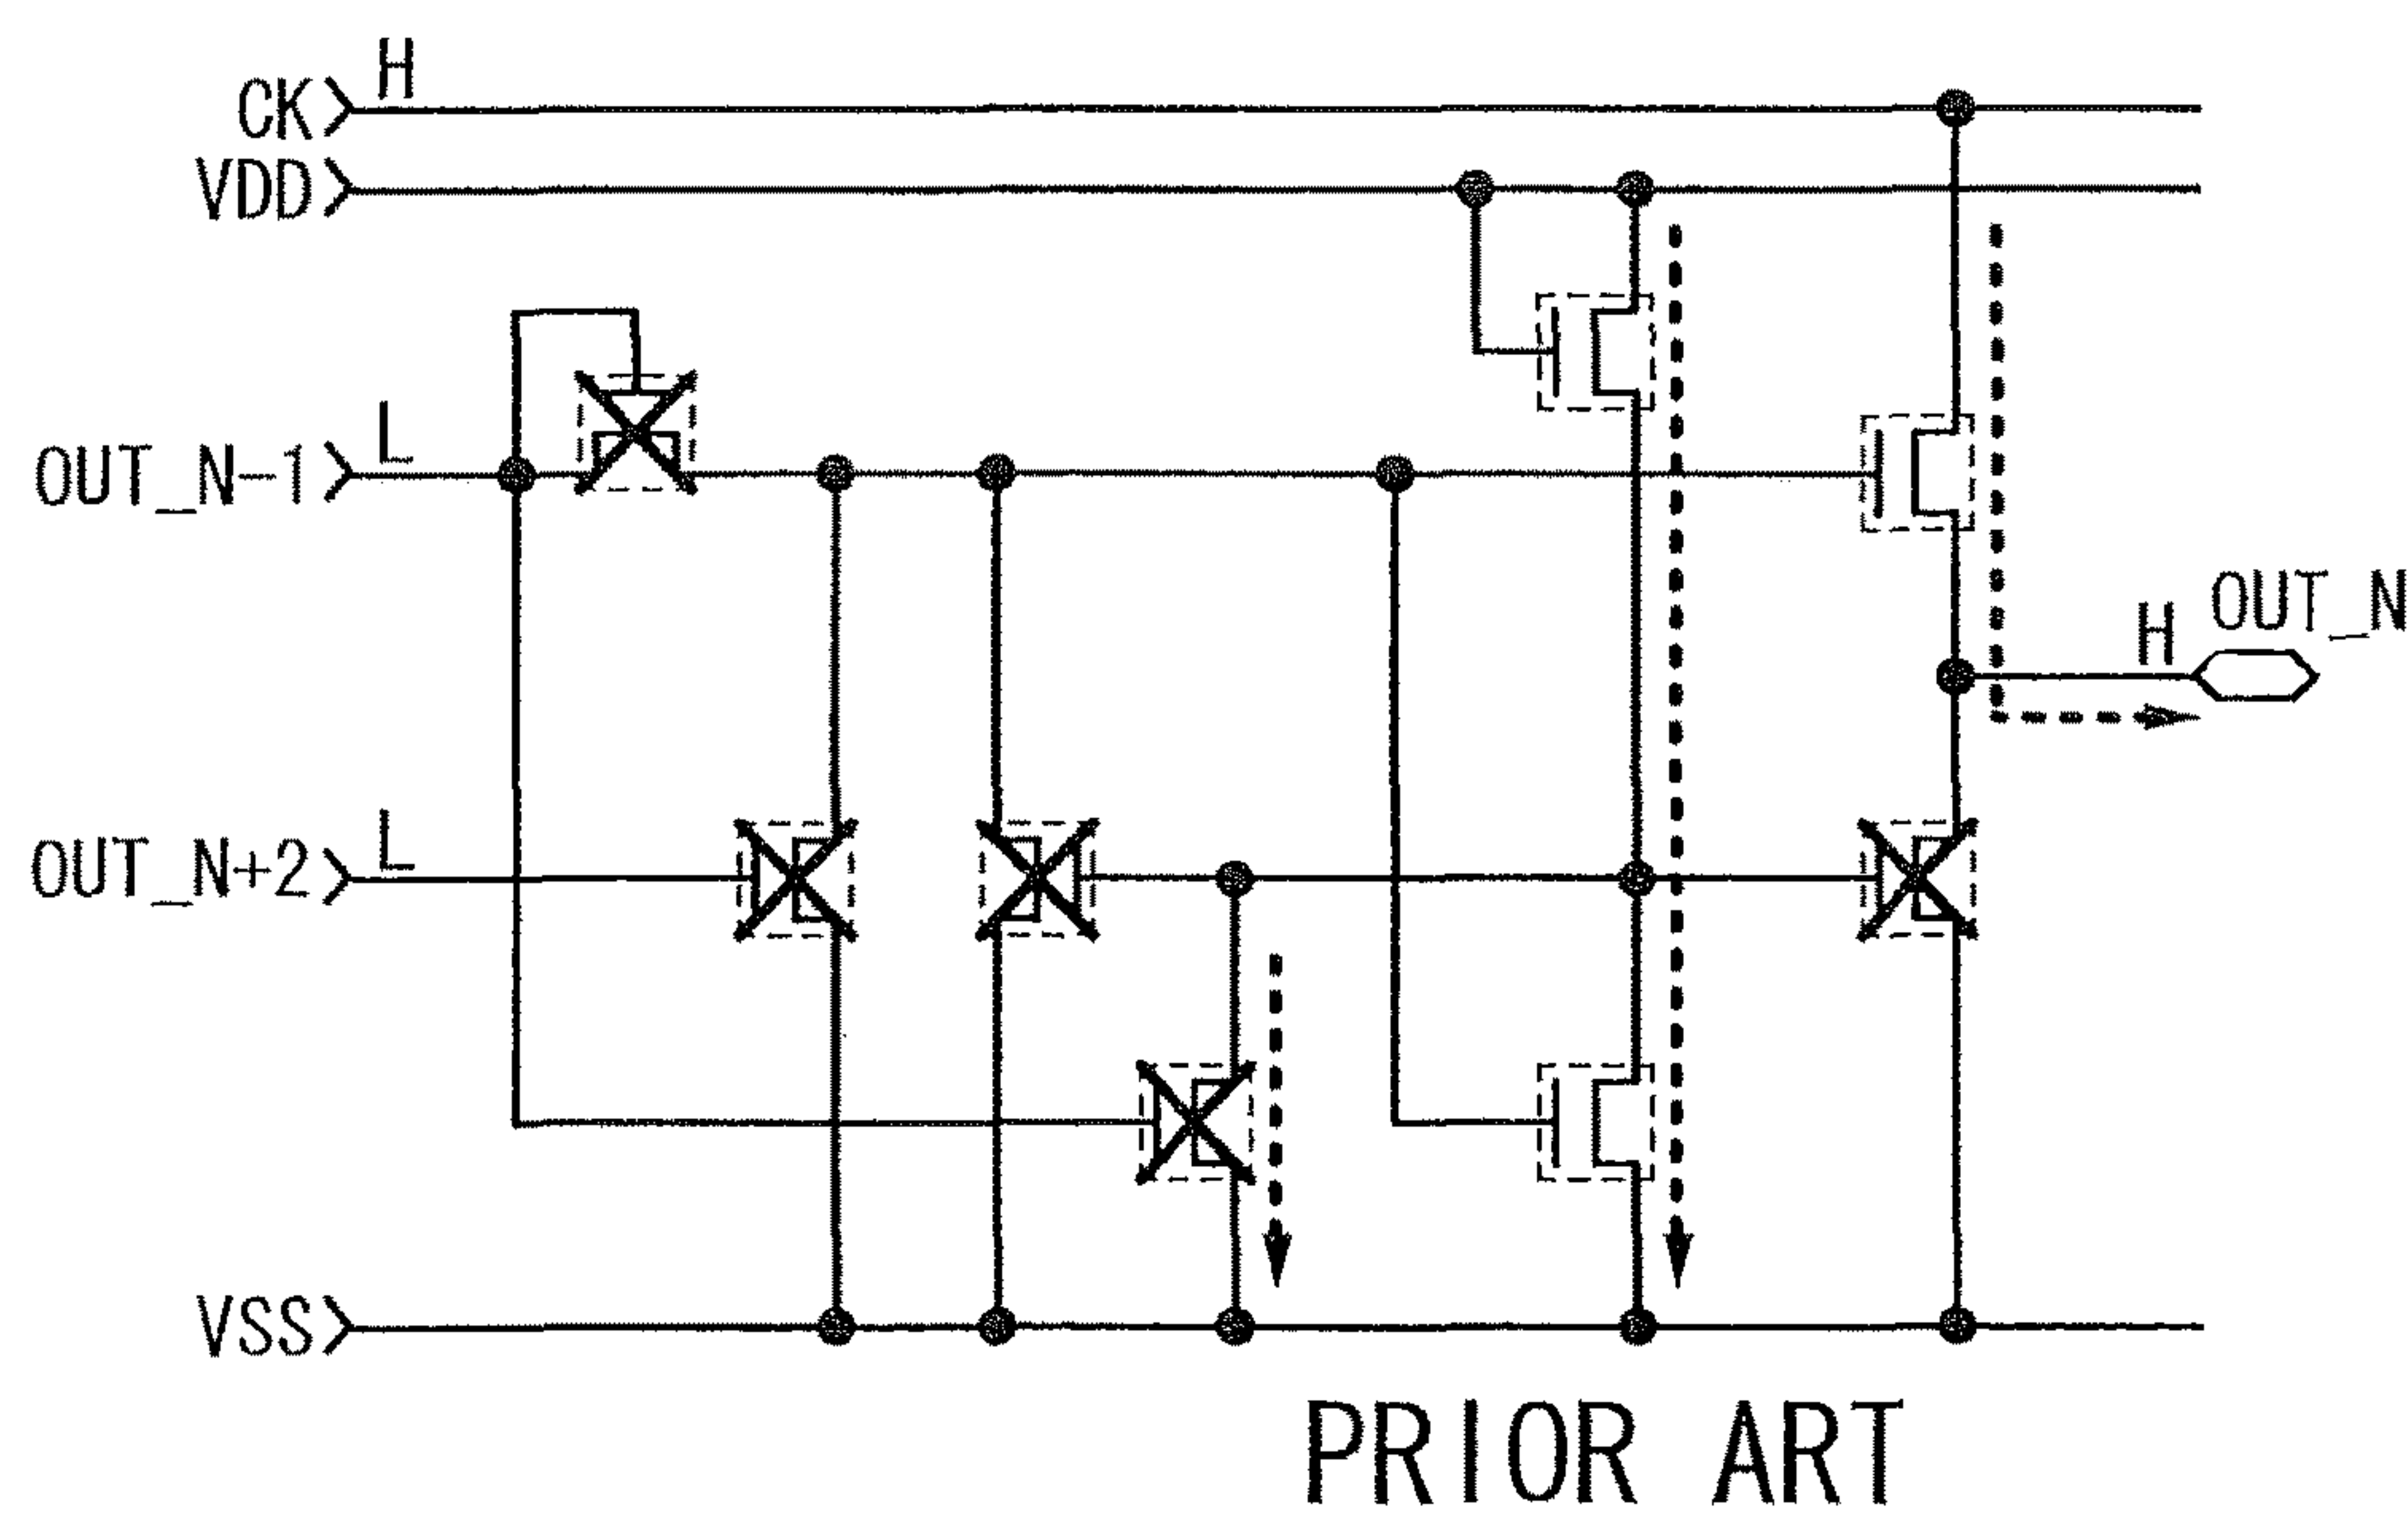 H
CK
VDD
L
OUT_N-1
OUT_N
H
L
OUT_N+2
VSS
PRIOR ART